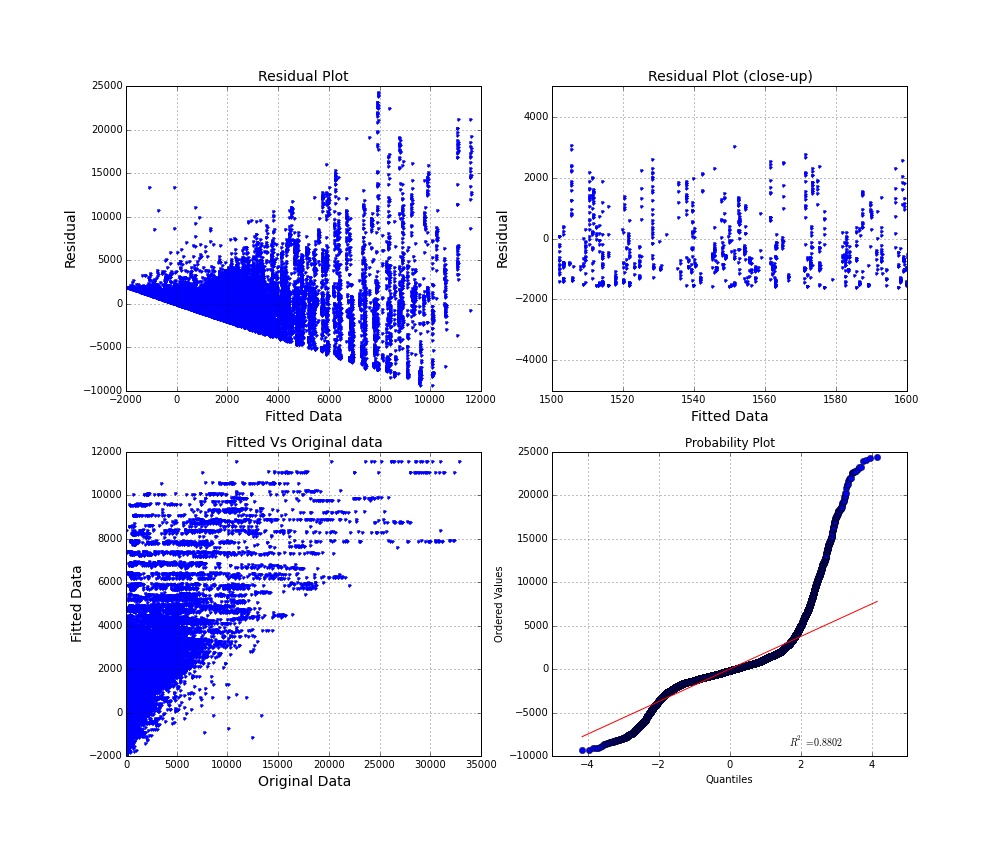 Residual Plot
25000
20000
15000
10000
5000
0
−5000
−10000
Residual
−2000 0 2000 4000 6000 8000 10000 12000
Fitted Data
Residual Plot (close-up)
4000
2000
0
−2000
−4000
Residual
1500 1520 1540 1560 1580 1600
Fitted Data
Fitted Vs Original data
12000
10000
8000
6000
4000
2000
0
−2000
Fitted Data
0 5000 10000 15000 20000 25000 30000 35000
Original Data
Probability Plot
25000
20000
15000
10000
5000
0
−5000
−10000
Ordered Values
R² =0.8802
−4 −2 0 2 4
Quantiles